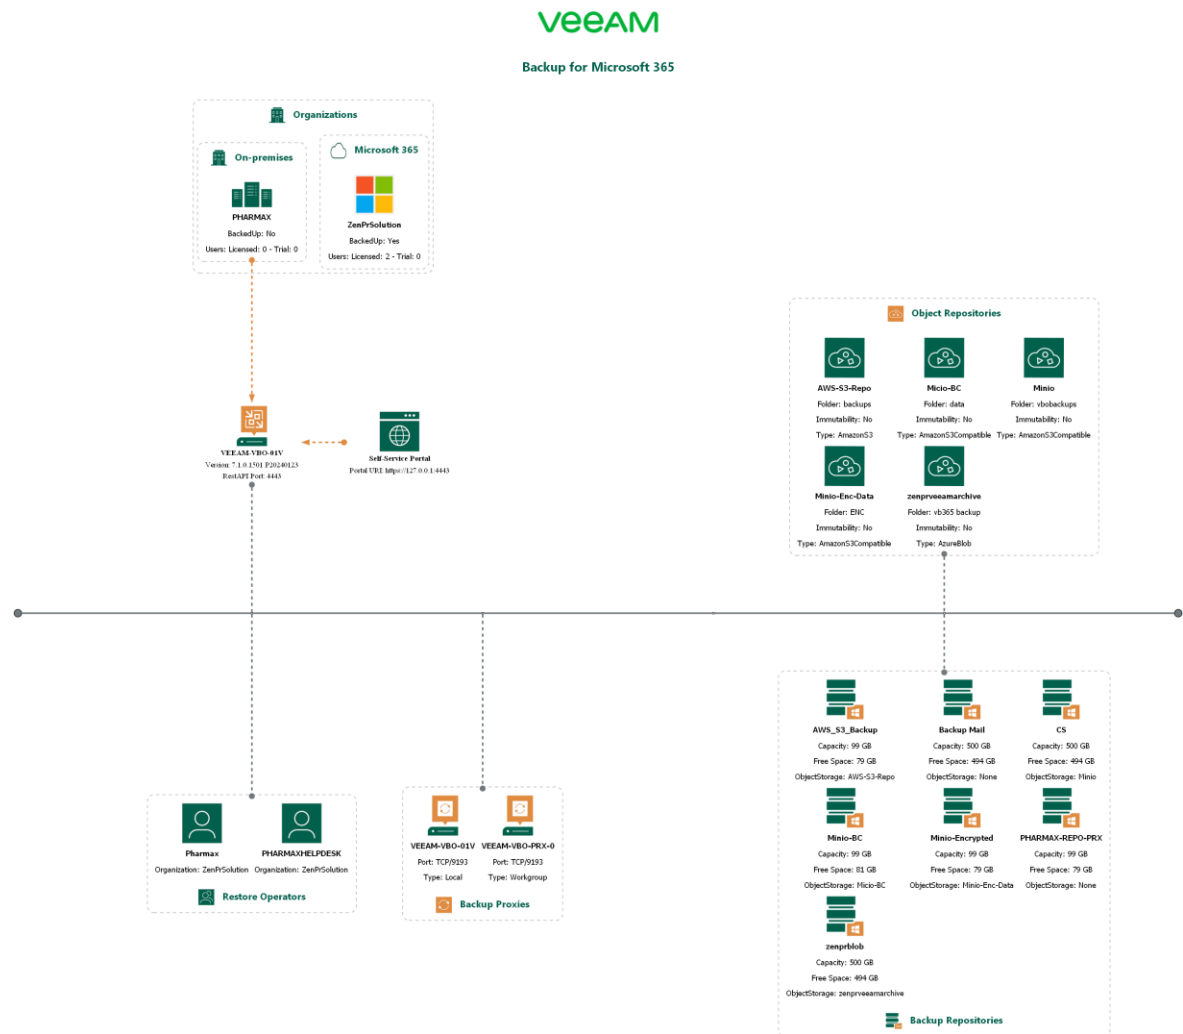 veeAM
Backup for Microsoft 365
Organizations
On-premises
PHARMAX
BackedUp: No
Users: Licensed: 0 - Trial: 0
Microsoft 365
ZenPrSolution
BackedUp: Yes
Users: Licensed: 2 - Trial: 0
VEEAM-VBO-01V
Version: 7.1.0.1501 P20240123
RestAPI Port: 4443
Self-Service Portal
Portal URI: https://127.0.0.1:4443
Object Repositories
AWS-S3-Repo
Folder: backups
Immutability: No
Type: AmazonS3
Micio-BC
Folder: data
Immutability: No
Type: AmazonS3Compatible
Minio
Folder: vbobackups
Immutability: No
Type: AmazonS3Compatible
Minio-Enc-Data
Folder: ENC
Immutability: No
Type: AmazonS3Compatible
zenprveeamarchive
Folder: vb365 backup
Immutability: No
Type: AzureBlob
Pharmax
Organization: ZenPrSolution
PHARMAXHELPDESK
Organization: ZenPrSolution
Restore Operators
VEEAM-VBO-01V
Port: TCP/9193
Type: Local
VEEAM-VBO-PRX-0
Port: TCP/9193
Type: Workgroup
Backup Proxies
AWS_S3_Backup
Capacity: 99 GB
Free Space: 79 GB
ObjectStorage: AWS-S3-Repo
Backup Mail
Capacity: 500 GB
Free Space: 494 GB
ObjectStorage: None
CS
Capacity: 500 GB
Free Space: 494 GB
ObjectStorage: Minio
Minio-BC
Capacity: 99 GB
Free Space: 81 GB
ObjectStorage: Micio-BC
Minio-Encrypted
Capacity: 99 GB
Free Space: 79 GB
ObjectStorage: Minio-Enc-Data
PHARMAX-REPO-PRX
Capacity: 99 GB
Free Space: 79 GB
ObjectStorage: None
zenprblob
Capacity: 500 GB
Free Space: 494 GB
ObjectStorage: zenprveeamarchive
Backup Repositories